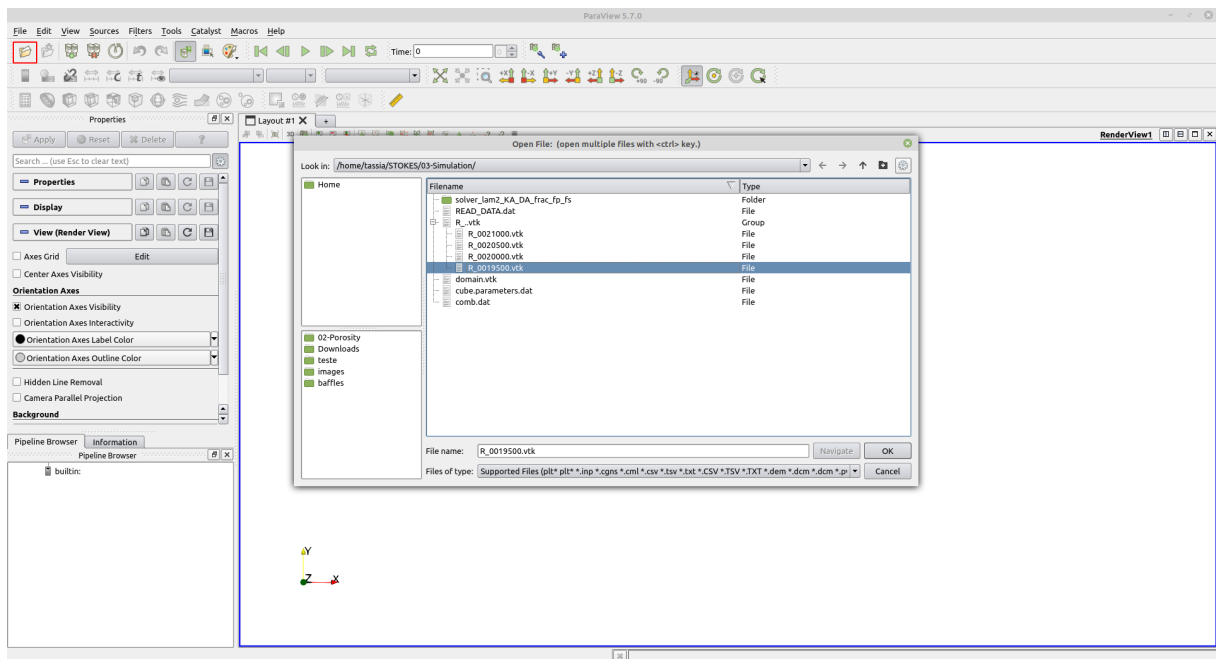 ParaView 5.7.0
File Edit View Sources Filters Tools Catalyst Macros Help
Time: 0
0
+X -X +Y -Y +Z -Z +90 -90
Properties
Layout #1
+
Apply Reset Delete ?
3D
RenderView1
Open File: (open multiple files with <ctrl> key.)
Search ... (use Esc to clear text)
Look in: /home/tassia/STOKES/03-Simulation/
Properties
Display
View (Render View)
Axes Grid Edit
Center Axes Visibility
Orientation Axes
Orientation Axes Visibility
Orientation Axes Interactivity
Orientation Axes Label Color
Orientation Axes Outline Color
Hidden Line Removal
Camera Parallel Projection
Background
Home
02-Porosity
Downloads
teste
images
baffles
Filename Type
solver_lam2_KA_DA_frac_fp_fs Folder
READ_DATA.dat File
R_..vtk Group
R_0021000.vtk File
R_0020500.vtk File
R_0020000.vtk File
R_0019500.vtk File
domain.vtk File
cube.parameters.dat File
comb.dat File
File name: R_0019500.vtk Navigate OK
Files of type: Supported Files (plt* plt* *.inp *.cgns *.cml *.csv *.tsv *.txt *.CSV *.TSV *.TXT *.dem *.dcm *.dcm Cancel
Pipeline Browser Information
Pipeline Browser
builtin:
Y
Z X